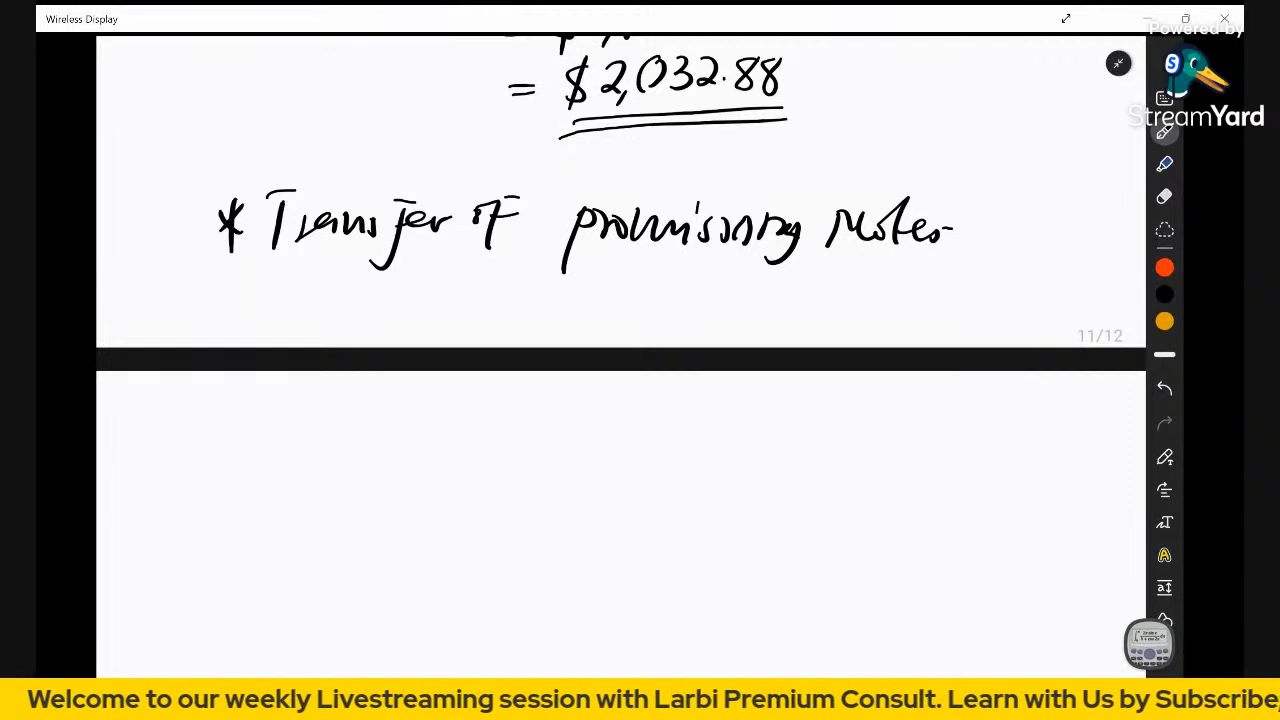 Wireless Display
Powered by
StreamYard
= $2,032.88
* Transfer of promissory Notes-
11/12
Welcome to our weekly Livestreaming session with Larbi Premium Consult. Learn with Us by Subscribe,